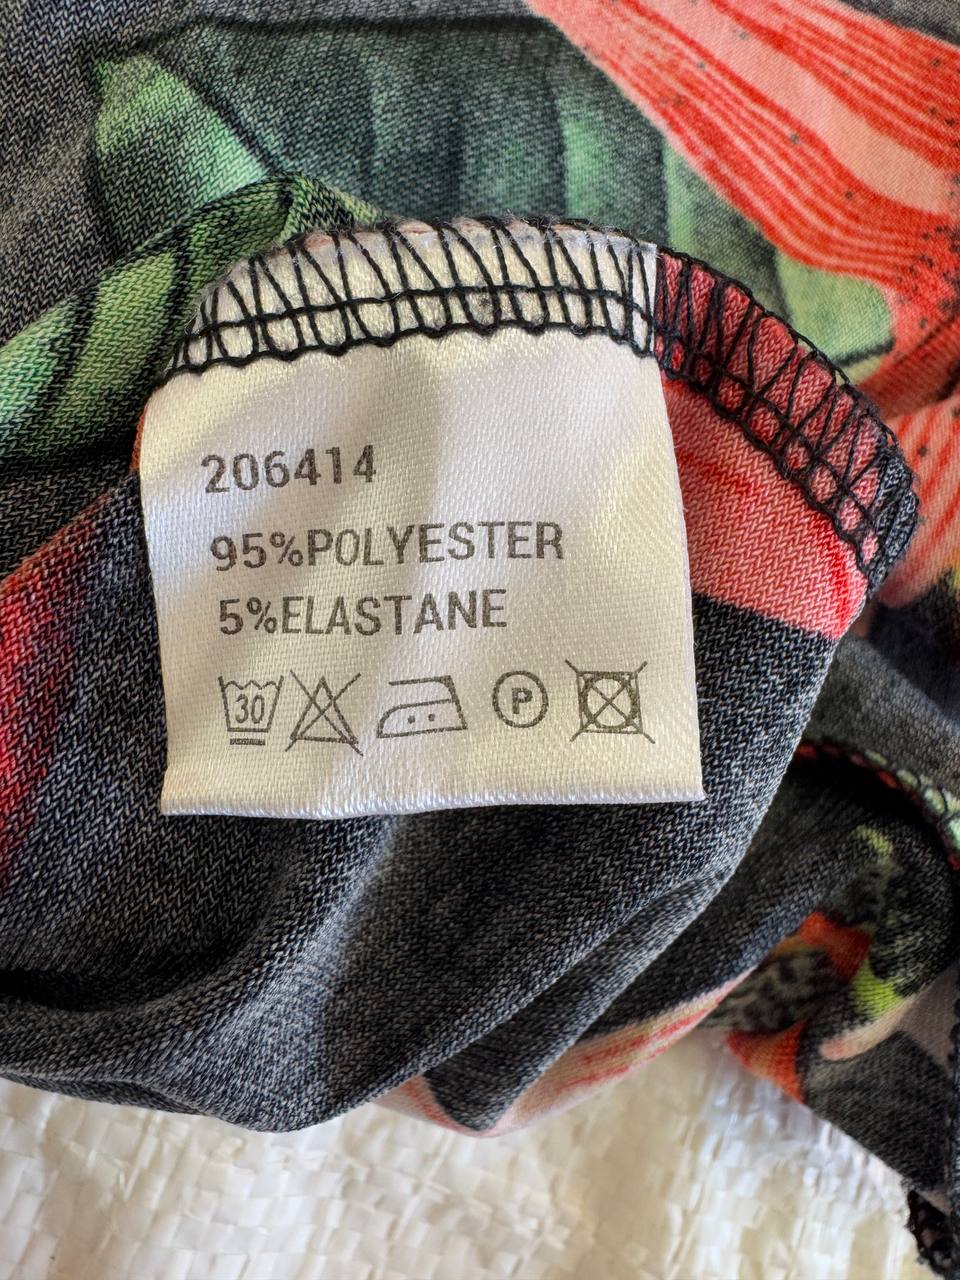 206414
95%POLYESTER
5%ELASTANE
30 P